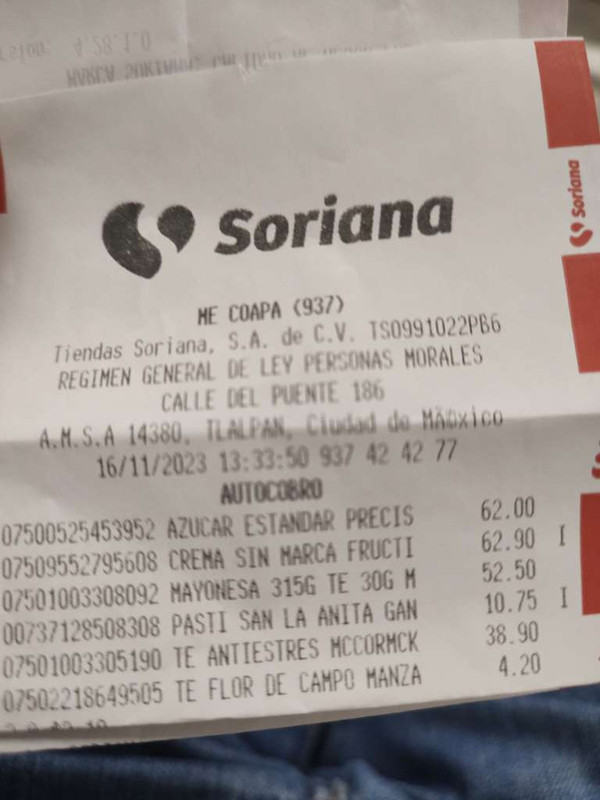 Soriana
Soriana
ME COAPA (937)
Tiendas Soriana, S.A. de C.V. TSO991022PB6
REGIMEN GENERAL DE LEY PERSONAS MORALES
CALLE DEL PUENTE 186
A.M.S.A 14380, TLALPAN, Ciudad de México
16/11/2023 13:33:50 937 42 42 77
AUTOCOBRO
07500525453952 AZUCAR ESTANDAR PRECIS 62.00
07509552795608 CREMA SIN MARCA FRUCTI 62.90 I
07501003308092 MAYONESA 315G TE 30G M 52.50
00737128508308 PASTI SAN LA ANITA GAN 10.75 I
07501003305190 TE ANTIESTRES MCCORMCK 38.90
07502218649505 TE FLOR DE CAMPO MANZA 4.20